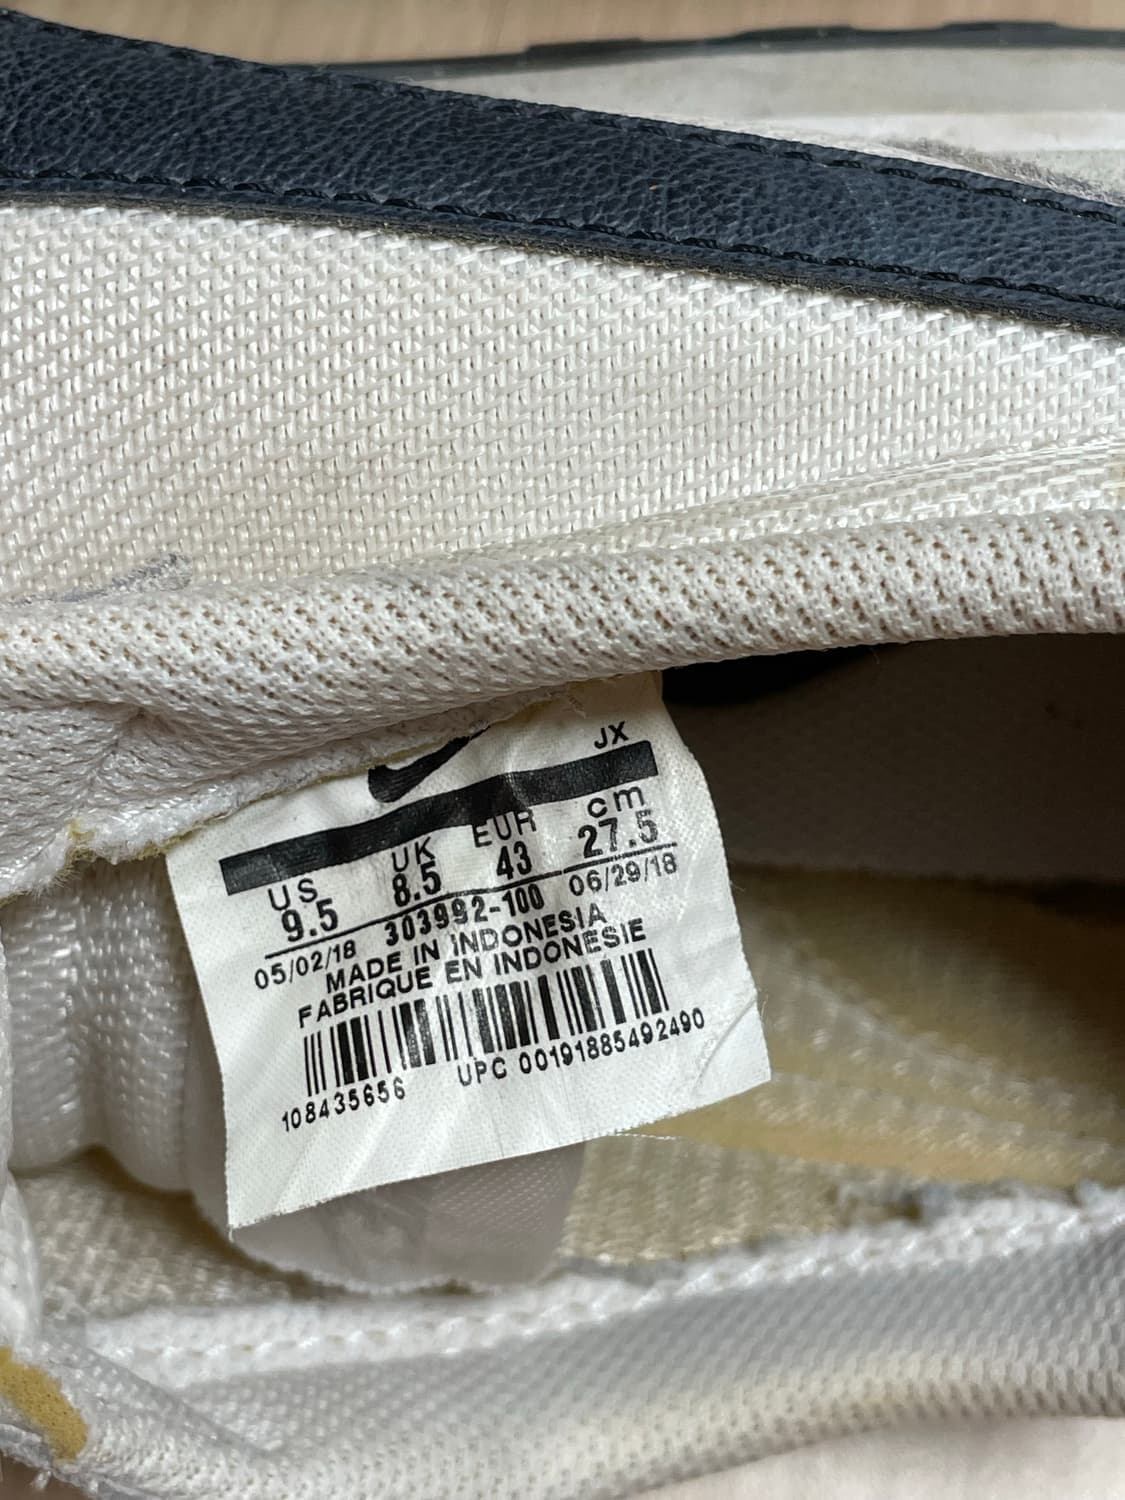 JX
US UK EUR cm
9.5 8.5 43 27.5
05/02/18 303992-100 06/29/18
MADE IN INDONESIA
FABRIQUE EN INDONESIE
108435656 UPC 00191885492490